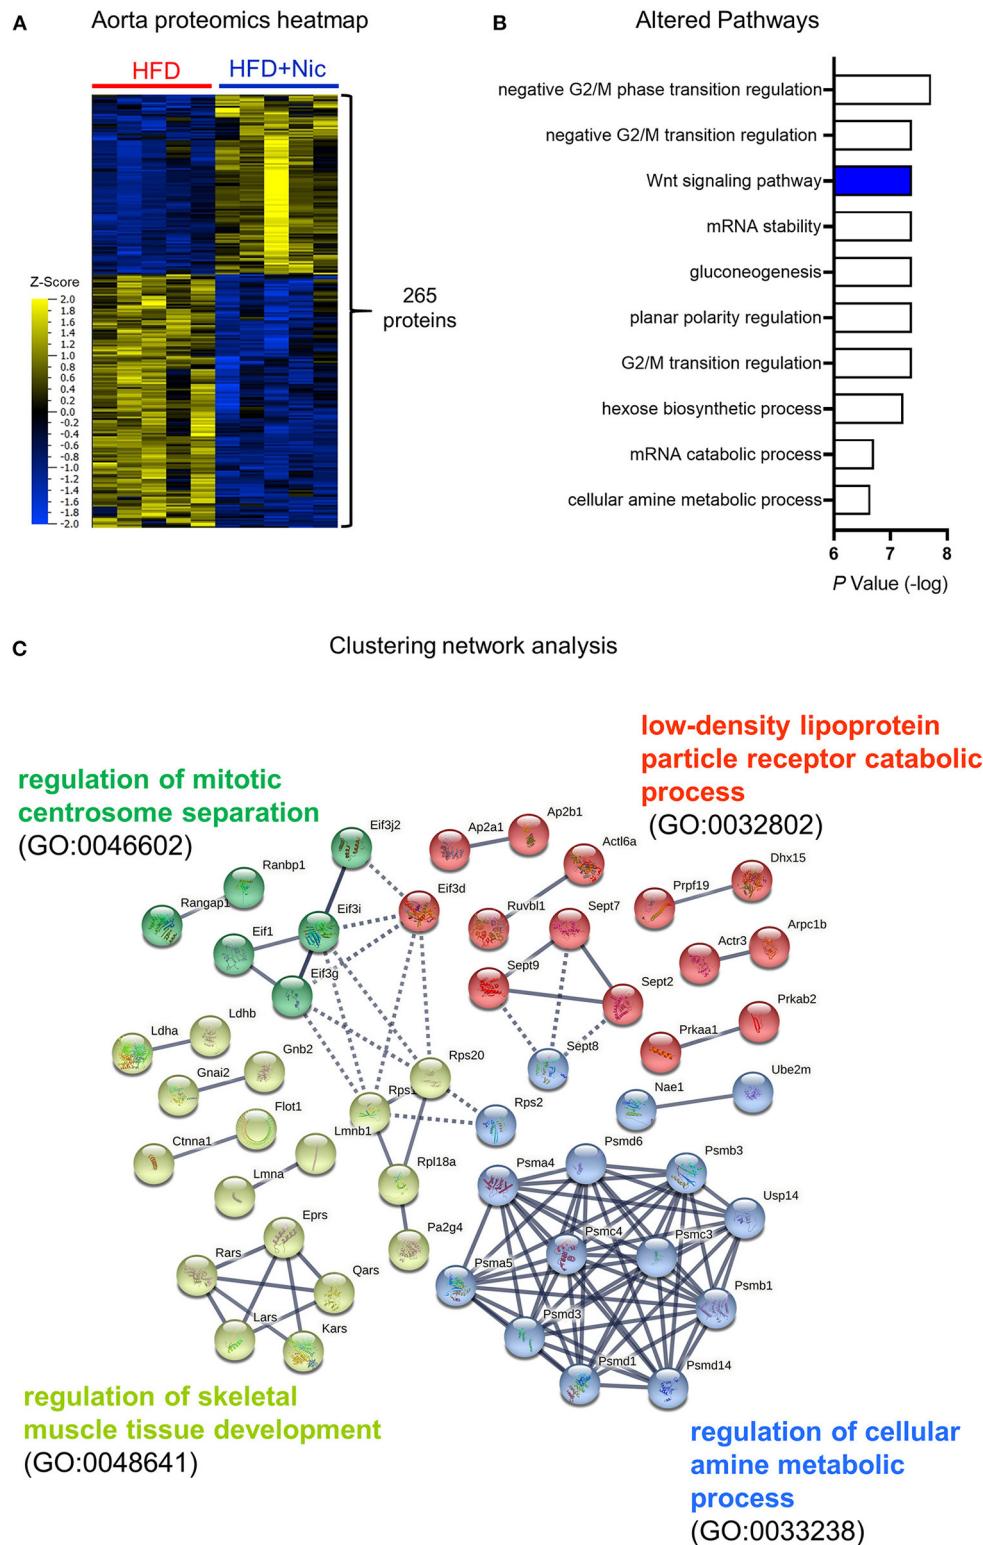 A
Aorta proteomics heatmap
HFD
HFD+Nic
Z-Score
2.0
1.8
1.6
1.4
1.2
1.0
0.8
0.6
0.4
0.2
0.0
-0.2
-0.4
-0.6
-0.8
-1.0
-1.2
-1.4
-1.6
-1.8
-2.0
265
proteins
B
Altered Pathways
negative G2/M phase transition regulation
negative G2/M transition regulation
Wnt signaling pathway
mRNA stability
gluconeogenesis
planar polarity regulation
G2/M transition regulation
hexose biosynthetic process
mRNA catabolic process
cellular amine metabolic process
6 7 8
P Value (-log)
C
Clustering network analysis
low-density lipoprotein
particle receptor catabolic
process
(GO:0032802)
regulation of mitotic
centrosome separation
(GO:0046602)
Eif3j2
Ap2a1
Ap2b1
Actl6a
Dhx15
Ranbp1
Rangap1
Eif3d
Prpf19
Eif3i
Ruvbl1
Sept7
Eif1
Arpc1b
Actr3
Eif3g
Sept9
Sept2
Prkab2
Ldha
Ldhb
Prkaa1
Gnb2
Sept8
Gnai2
Rps20
Nae1
Ube2m
Flot1
Rps2
Lmnb1
Ctnna1
Psmd6
Psmb3
Lmna
Rpl18a
Psma4
Usp14
Eprs
Pa2g4
Psmc4
Psmc3
Rars
Qars
Psma5
Psmb1
Lars
Kars
Psmd3
Psmd1
Psmd14
regulation of skeletal
muscle tissue development
(GO:0048641)
regulation of cellular
amine metabolic
process
(GO:0033238)